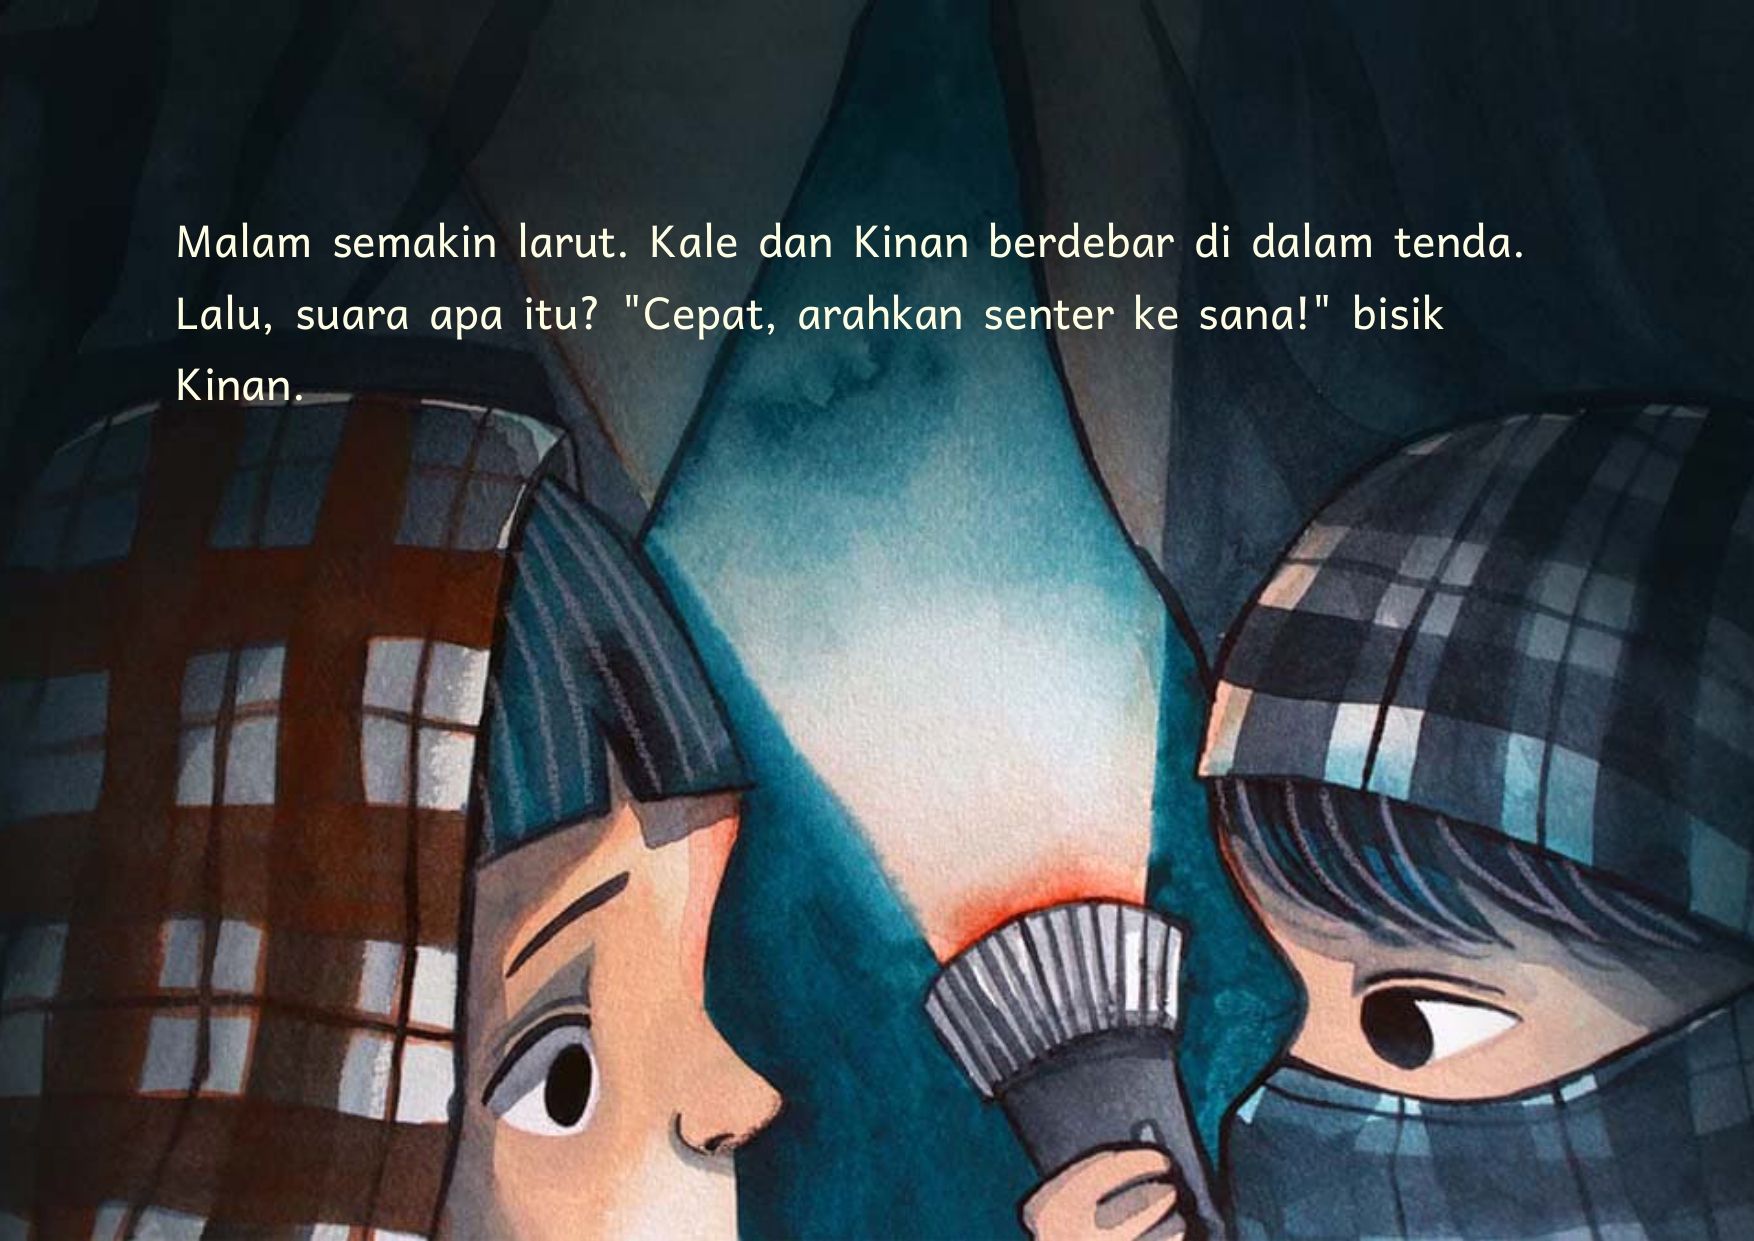 Malam semakin larut. Kale dan Kinan berdebar di dalam tenda.
Lalu, suara apa itu? "Cepat, arahkan senter ke sana!" bisik
Kinan.